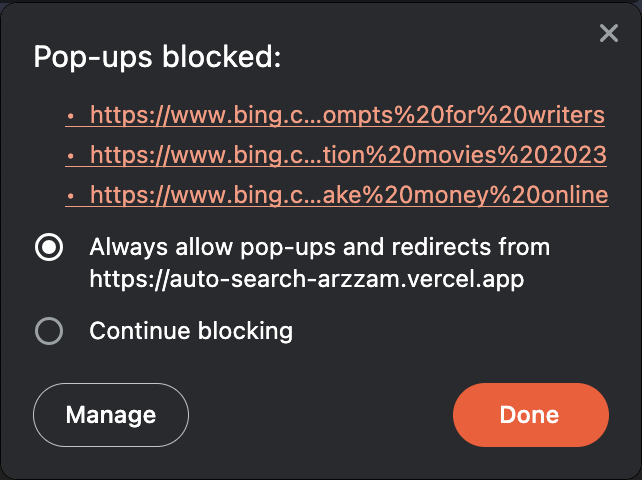 Pop-ups blocked:
• https://www.bing.c...ompts%20for%20writers
• https://www.bing.c...tion%20movies%202023
• https://www.bing.c...ake%20money%20online
Always allow pop-ups and redirects from
https://auto-search-arzzam.vercel.app
Continue blocking
Manage
Done